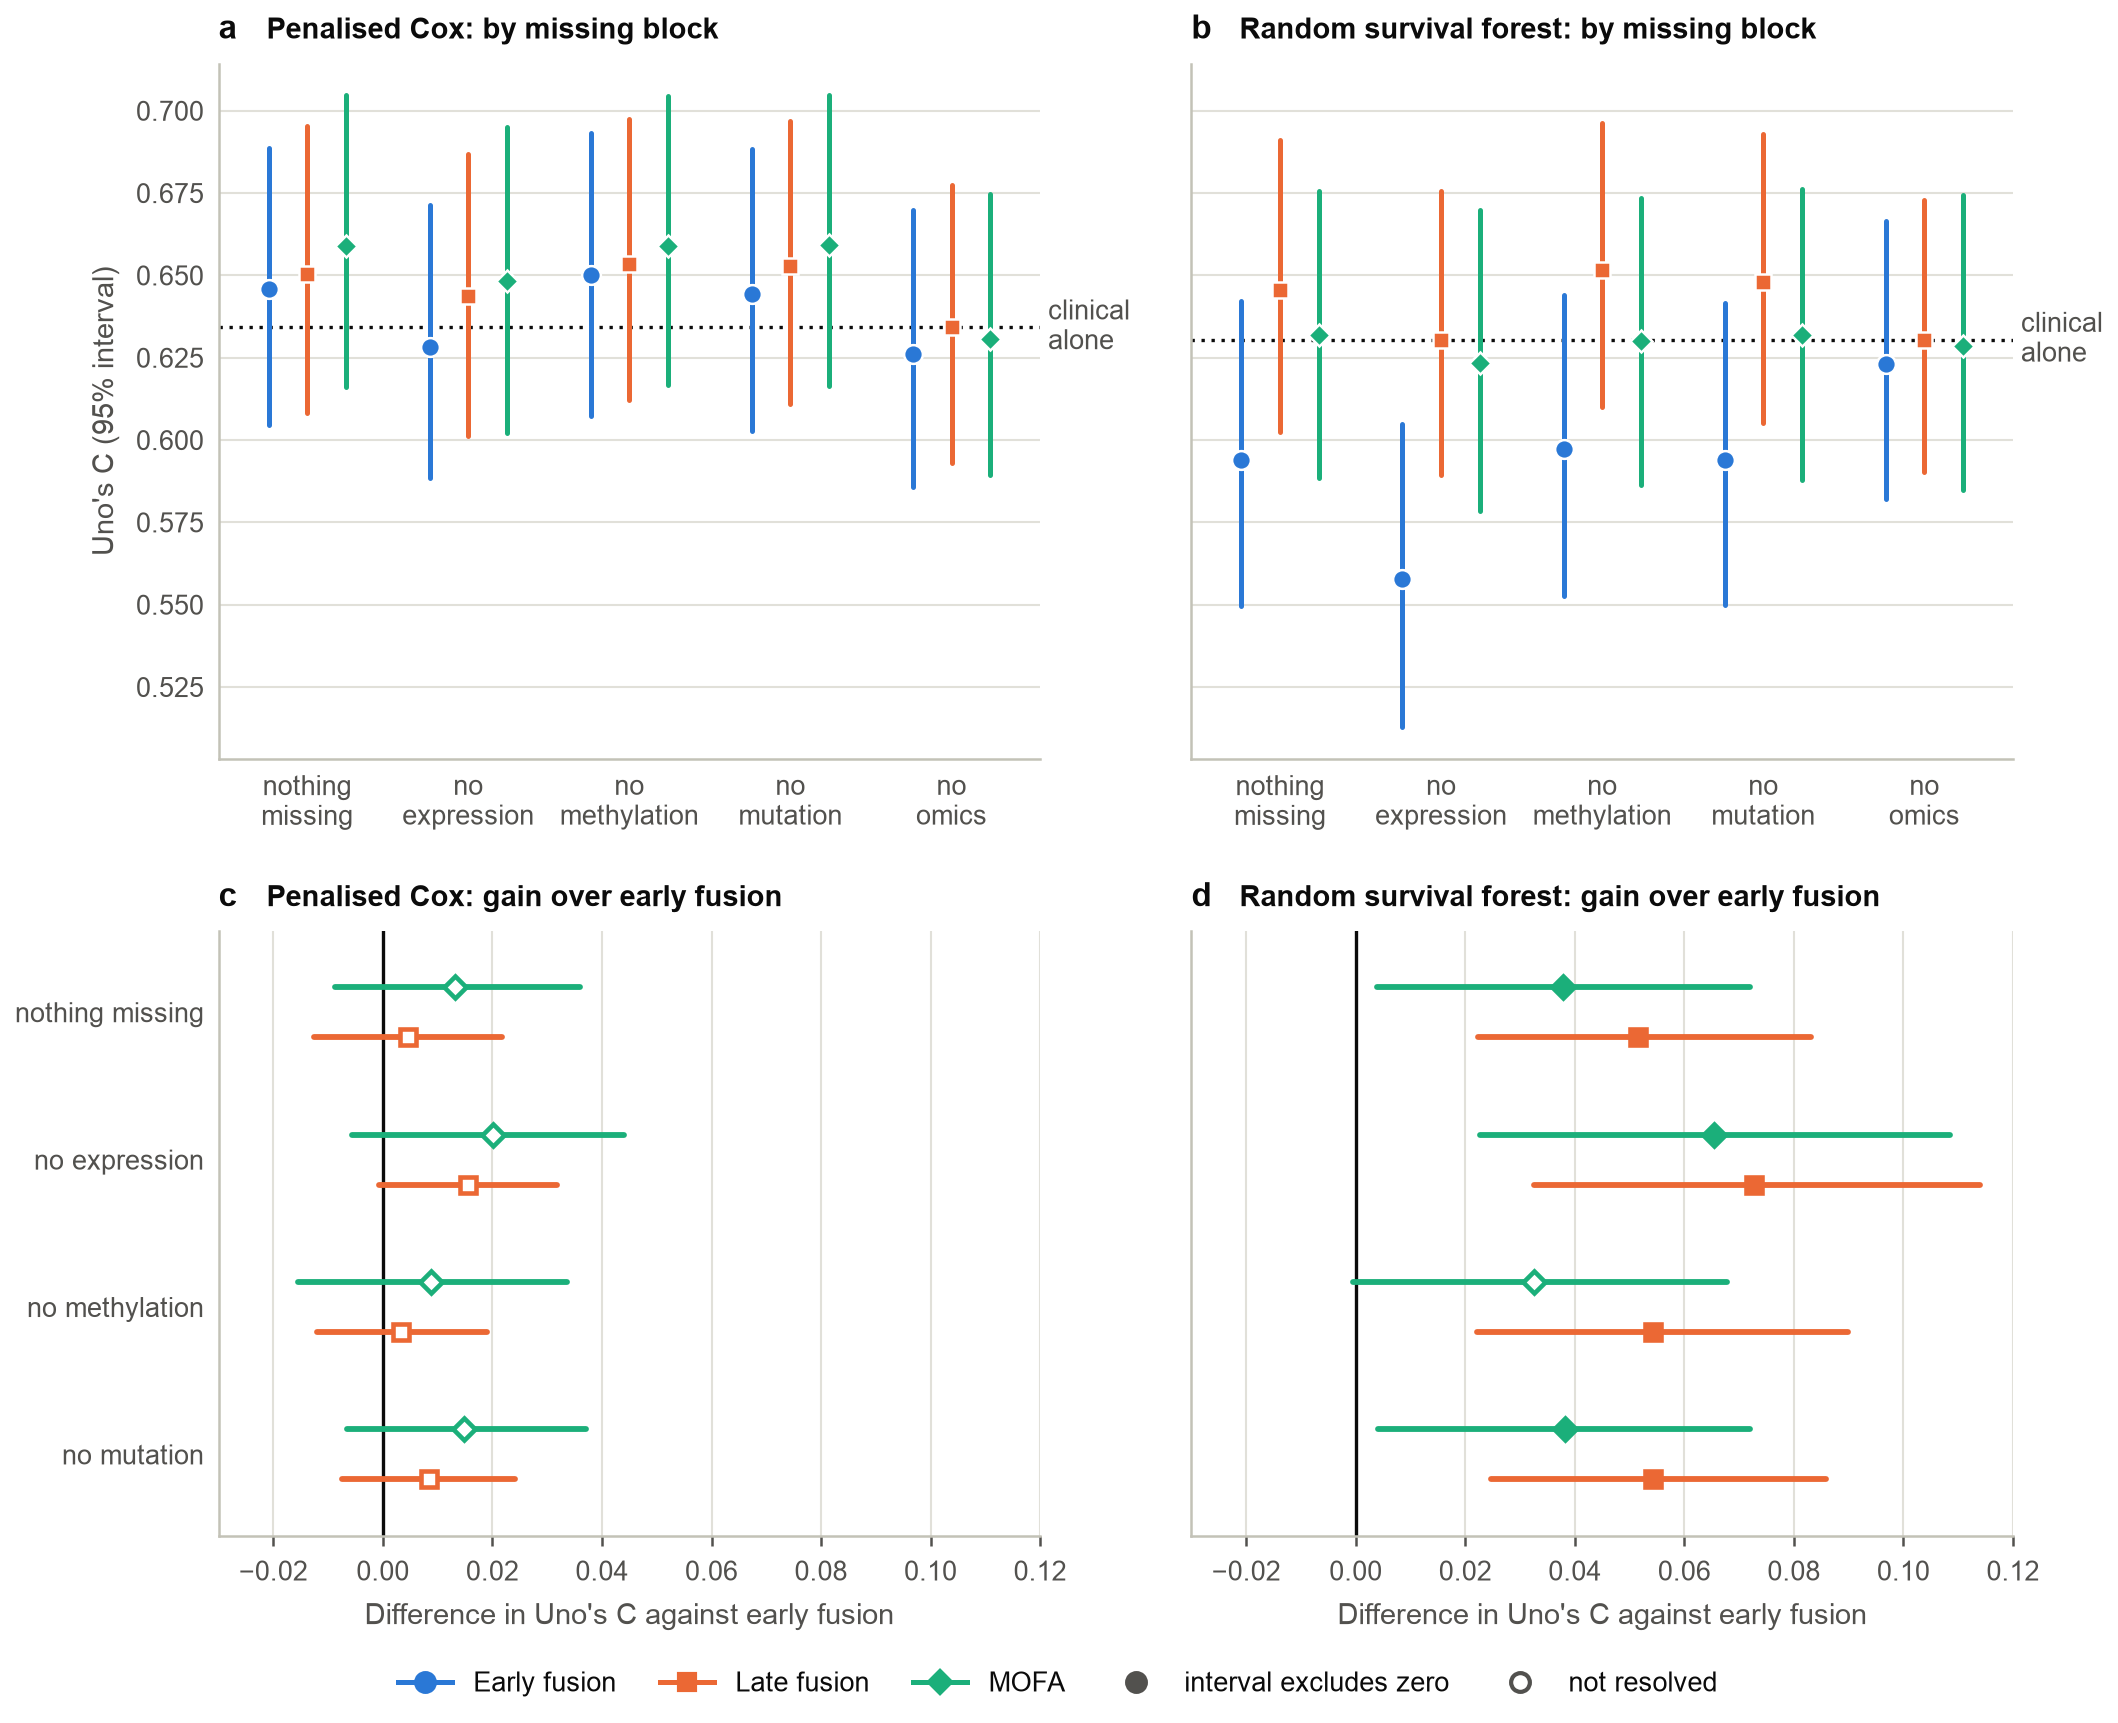 a Penalised Cox: by missing block
b Random survival forest: by missing block
Uno's C (95% interval)
0.700
0.675
0.650
0.625
0.600
0.575
0.550
0.525
clinical
alone
clinical
alone
nothing
missing
no
expression
no
methylation
no
mutation
no
omics
nothing
missing
no
expression
no
methylation
no
mutation
no
omics
c Penalised Cox: gain over early fusion
d Random survival forest: gain over early fusion
nothing missing
no expression
no methylation
no mutation
−0.02 0.00 0.02 0.04 0.06 0.08 0.10 0.12
−0.02 0.00 0.02 0.04 0.06 0.08 0.10 0.12
Difference in Uno's C against early fusion
Difference in Uno's C against early fusion
Early fusion Late fusion MOFA interval excludes zero not resolved